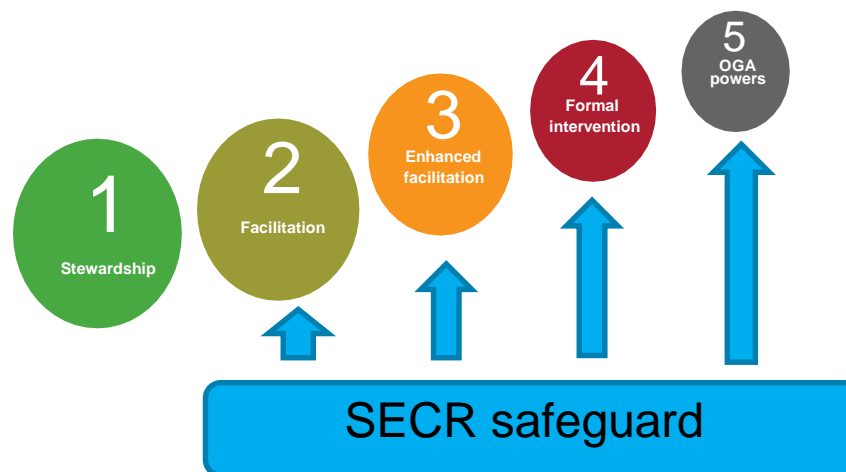 1
Stewardship
2
Facilitation
3
Enhanced
facilitation
4
Formal
intervention
5
OGA
powers
SECR safeguard